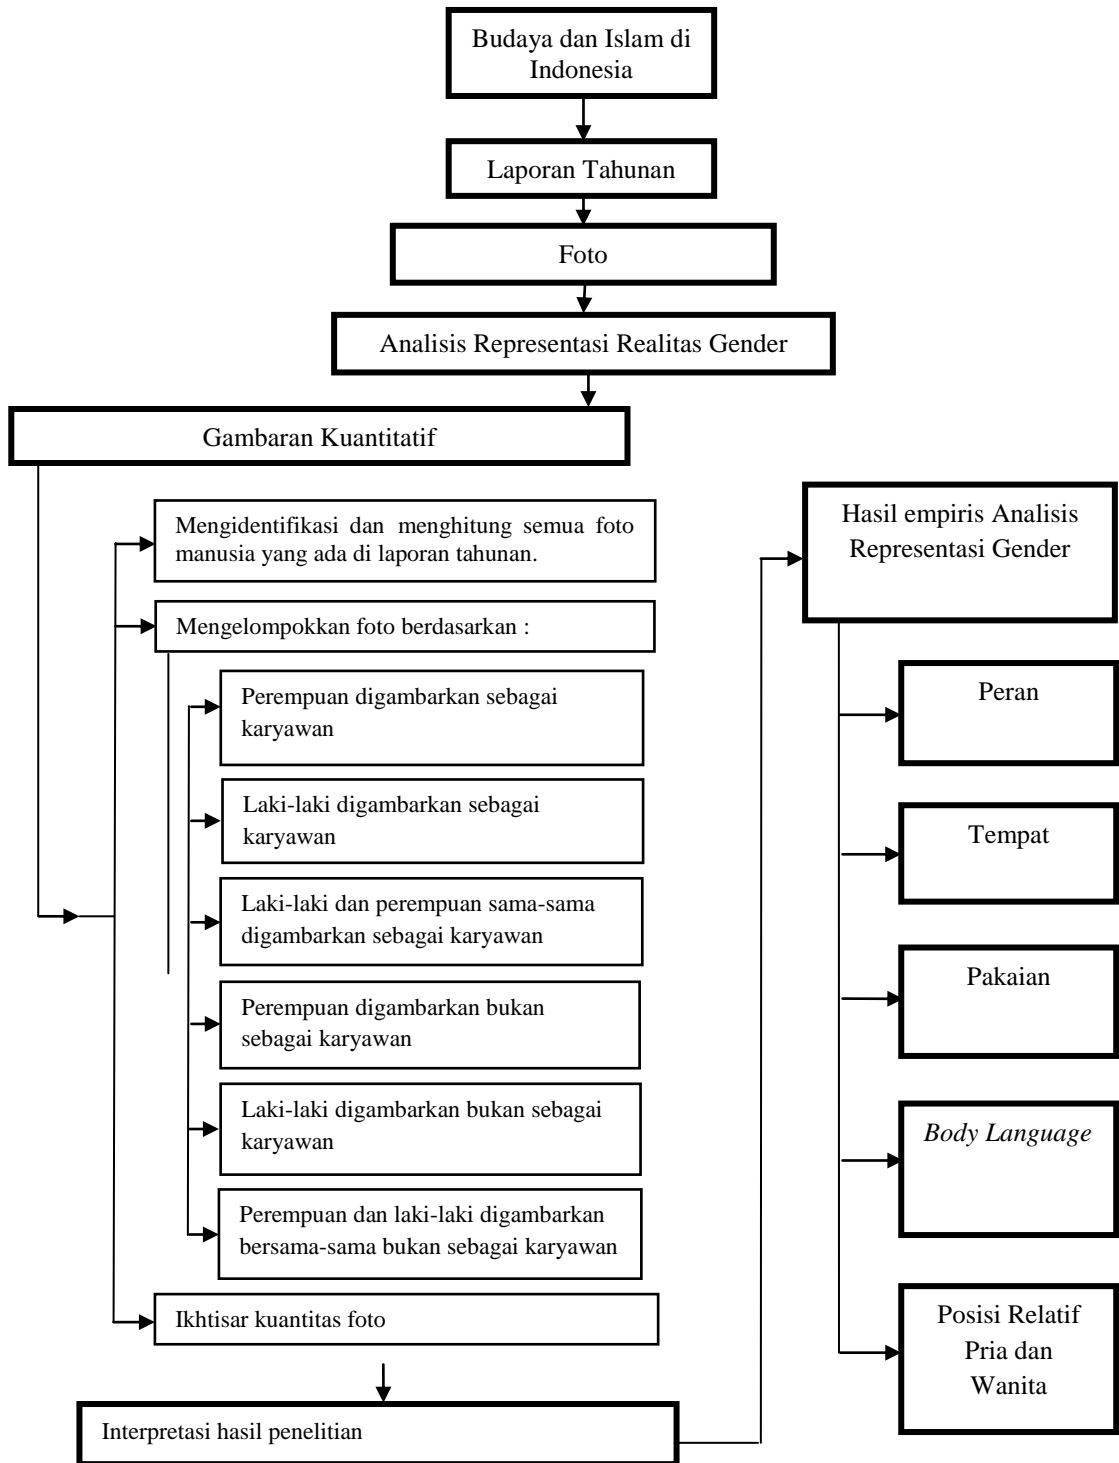 Budaya dan Islam di
Indonesia
Laporan Tahunan
Foto
Analisis Representasi Realitas Gender
Gambaran Kuantitatif
Mengidentifikasi dan menghitung semua foto
manusia yang ada di laporan tahunan.
Mengelompokkan foto berdasarkan :
Perempuan digambarkan sebagai
karyawan
Laki-laki digambarkan sebagai
karyawan
Laki-laki dan perempuan sama-sama
digambarkan sebagai karyawan
Perempuan digambarkan bukan
sebagai karyawan
Laki-laki digambarkan bukan sebagai
karyawan
Perempuan dan laki-laki digambarkan
bersama-sama bukan sebagai karyawan
Ikhtisar kuantitas foto
Interpretasi hasil penelitian
Hasil empiris Analisis
Representasi Gender
Peran
Tempat
Pakaian
Body Language
Posisi Relatif
Pria dan
Wanita